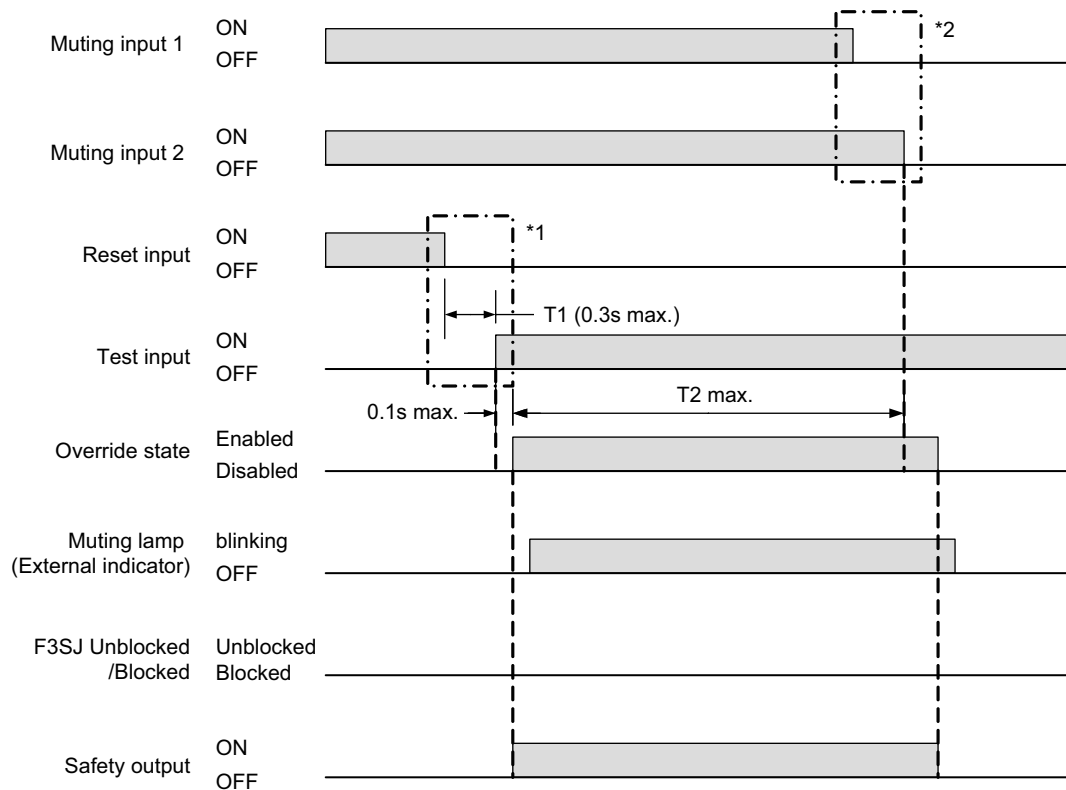 Muting input 1
ON
OFF
*2
Muting input 2
ON
OFF
Reset input
ON
OFF
*1
T1 (0.3s max.)
Test input
ON
OFF
0.1s max.
T2 max.
Override state
Enabled
Disabled
Muting lamp
(External indicator)
blinking
OFF
F3SJ Unblocked
/Blocked
Unblocked
Blocked
Safety output
ON
OFF